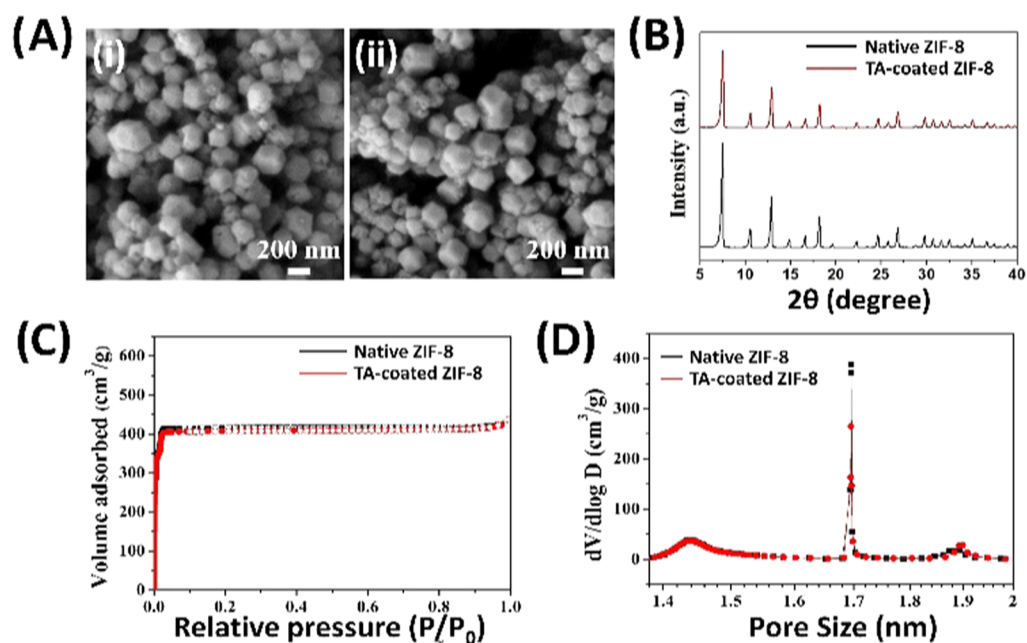 (A)
(i)
200 nm
(ii)
200 nm
(B)
Native ZIF-8
TA-coated ZIF-8
Intensity (a.u.)
5 10 15 20 25 30 35 40
2θ (degree)
(C)
Native ZIF-8
TA-coated ZIF-8
Volume adsorbed (cm³/g)
600
500
400
300
200
100
0
0.0 0.2 0.4 0.6 0.8 1.0
Relative pressure (P/P₀)
(D)
Native ZIF-8
TA-coated ZIF-8
dV/dlog D (cm³/g)
400
300
200
100
0
1.4 1.5 1.6 1.7 1.8 1.9 2
Pore Size (nm)